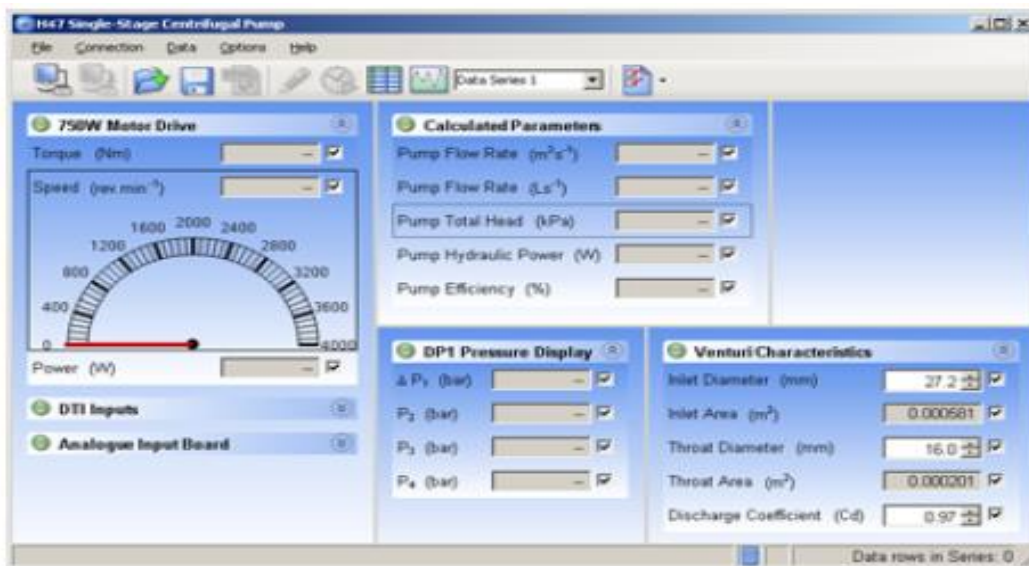 H47 Single-Stage Centrifugal Pump
File Connection Data Options Help
Data Series 1
750W Motor Drive
Torque (Nm) --
Speed (rev.min⁻¹) --
0 400 800 1200 1600 2000 2400 2800 3200 3600 4000
Power (W) --
DTI Inputs
Analogue Input Board
Calculated Parameters
Pump Flow Rate (m³s⁻¹) --
Pump Flow Rate (Ls⁻¹) --
Pump Total Head (kPa) --
Pump Hydraulic Power (W) --
Pump Efficiency (%) --
DP1 Pressure Display
Δ P₁ (bar) --
P₂ (bar) --
P₃ (bar) --
P₄ (bar) --
Venturi Characteristics
Inlet Diameter (mm) 27.2
Inlet Area (m²) 0.000581
Throat Diameter (mm) 16.0
Throat Area (m²) 0.000201
Discharge Coefficient (Cd) 0.97
Data rows in Series: 0